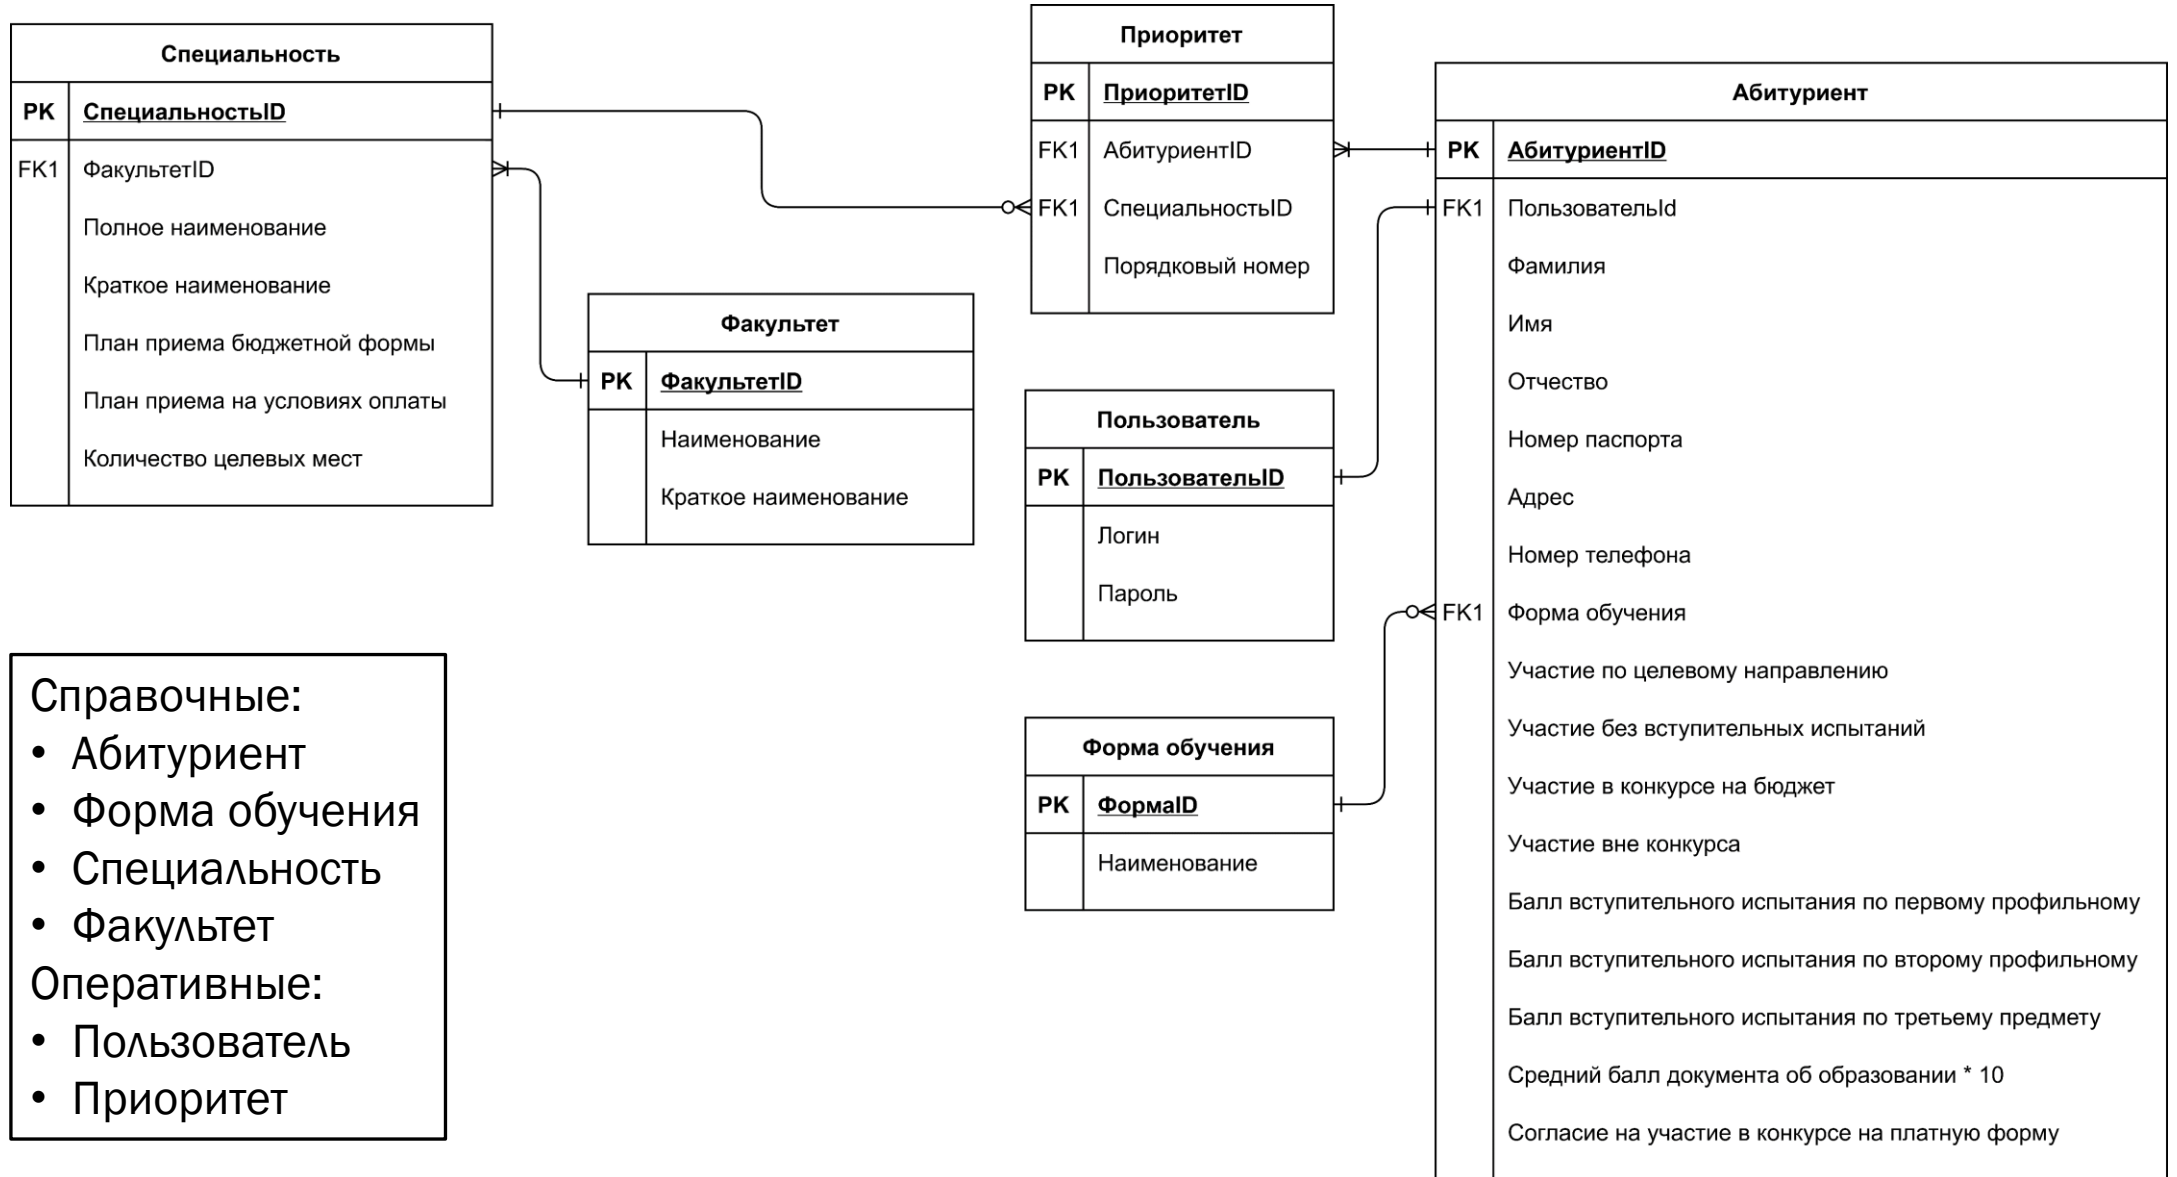 Специальность
PK СпециальностьID
FK1 ФакультетID
Полное наименование
Краткое наименование
План приема бюджетной формы
План приема на условиях оплаты
Количество целевых мест
Факультет
PK ФакультетID
Наименование
Краткое наименование
Приоритет
PK ПриоритетID
FK1 АбитуриентID
FK1 СпециальностьID
Порядковый номер
Пользователь
PK ПользовательID
Логин
Пароль
Форма обучения
PK ФормаID
Наименование
Абитуриент
PK АбитуриентID
FK1 ПользовательId
Фамилия
Имя
Отчество
Номер паспорта
Адрес
Номер телефона
FK1 Форма обучения
Участие по целевому направлению
Участие без вступительных испытаний
Участие в конкурсе на бюджет
Участие вне конкурса
Балл вступительного испытания по первому профильному
Балл вступительного испытания по второму профильному
Балл вступительного испытания по третьему предмету
Средний балл документа об образовании * 10
Согласие на участие в конкурсе на платную форму
Справочные:
• Абитуриент
• Форма обучения
• Специальность
• Факультет
Оперативные:
• Пользователь
• Приоритет